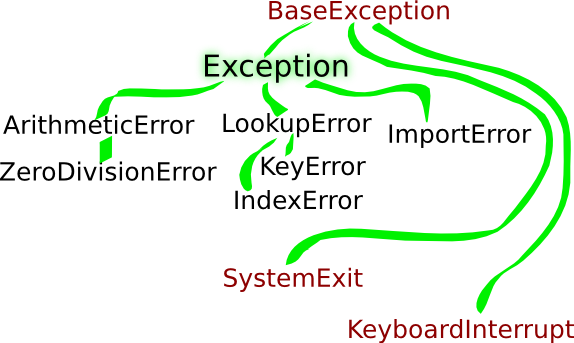 BaseException
Exception
ArithmeticError
LookupError
ImportError
ZeroDivisionError
KeyError
IndexError
SystemExit
KeyboardInterrupt